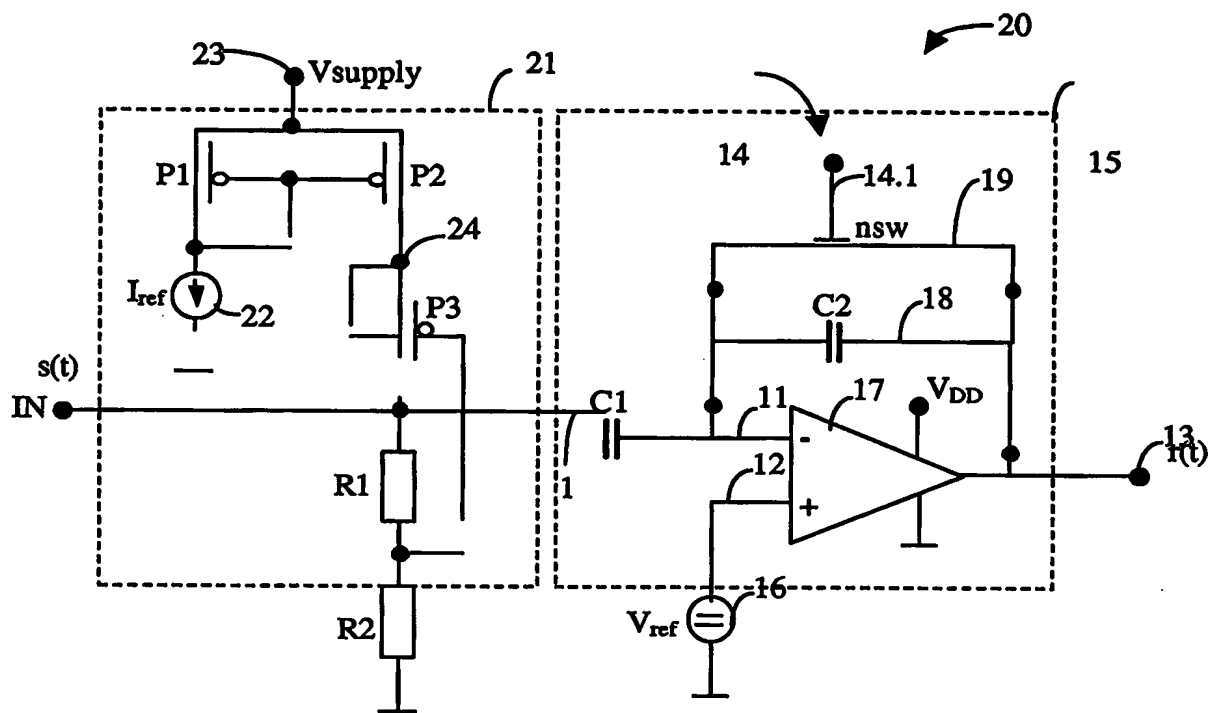 20
23
Vsupply
21
P1
P2
14
14.1
15
19
nsw
24
Iref
22
P3
C2
18
s(t)
IN
C1
11
17
VDD
-
13
r(t)
R1
1
12
+
R2
Vref
16